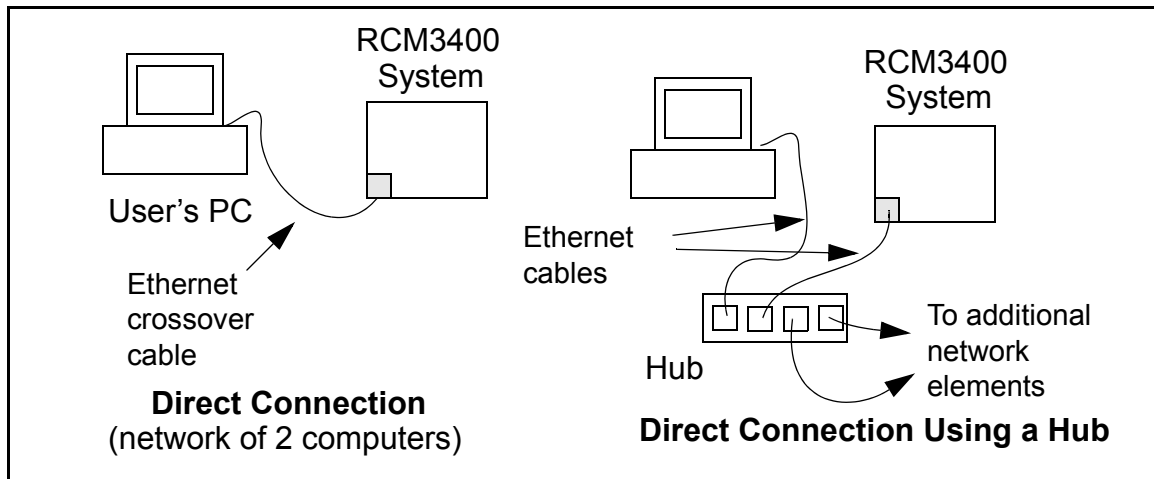 RCM3400
System
User's PC
Ethernet
crossover
cable
Direct Connection
(network of 2 computers)
RCM3400
System
Ethernet
cables
Hub
To additional
network
elements
Direct Connection Using a Hub